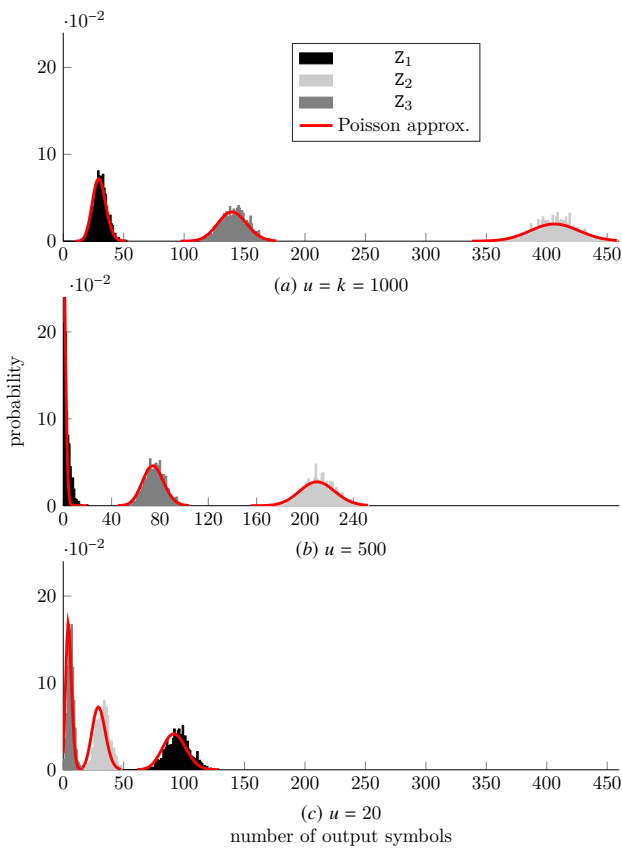 ·10⁻²
20
10
0
0 50 100 150 200 250 300 350 400 450
Z₁
Z₂
Z₃
Poisson approx.
(a) u = k = 1000
·10⁻²
20
10
0
0 40 80 120 160 200 240
probability
(b) u = 500
·10⁻²
20
10
0
0 50 100 150 200 250 300 350 400 450
(c) u = 20
number of output symbols